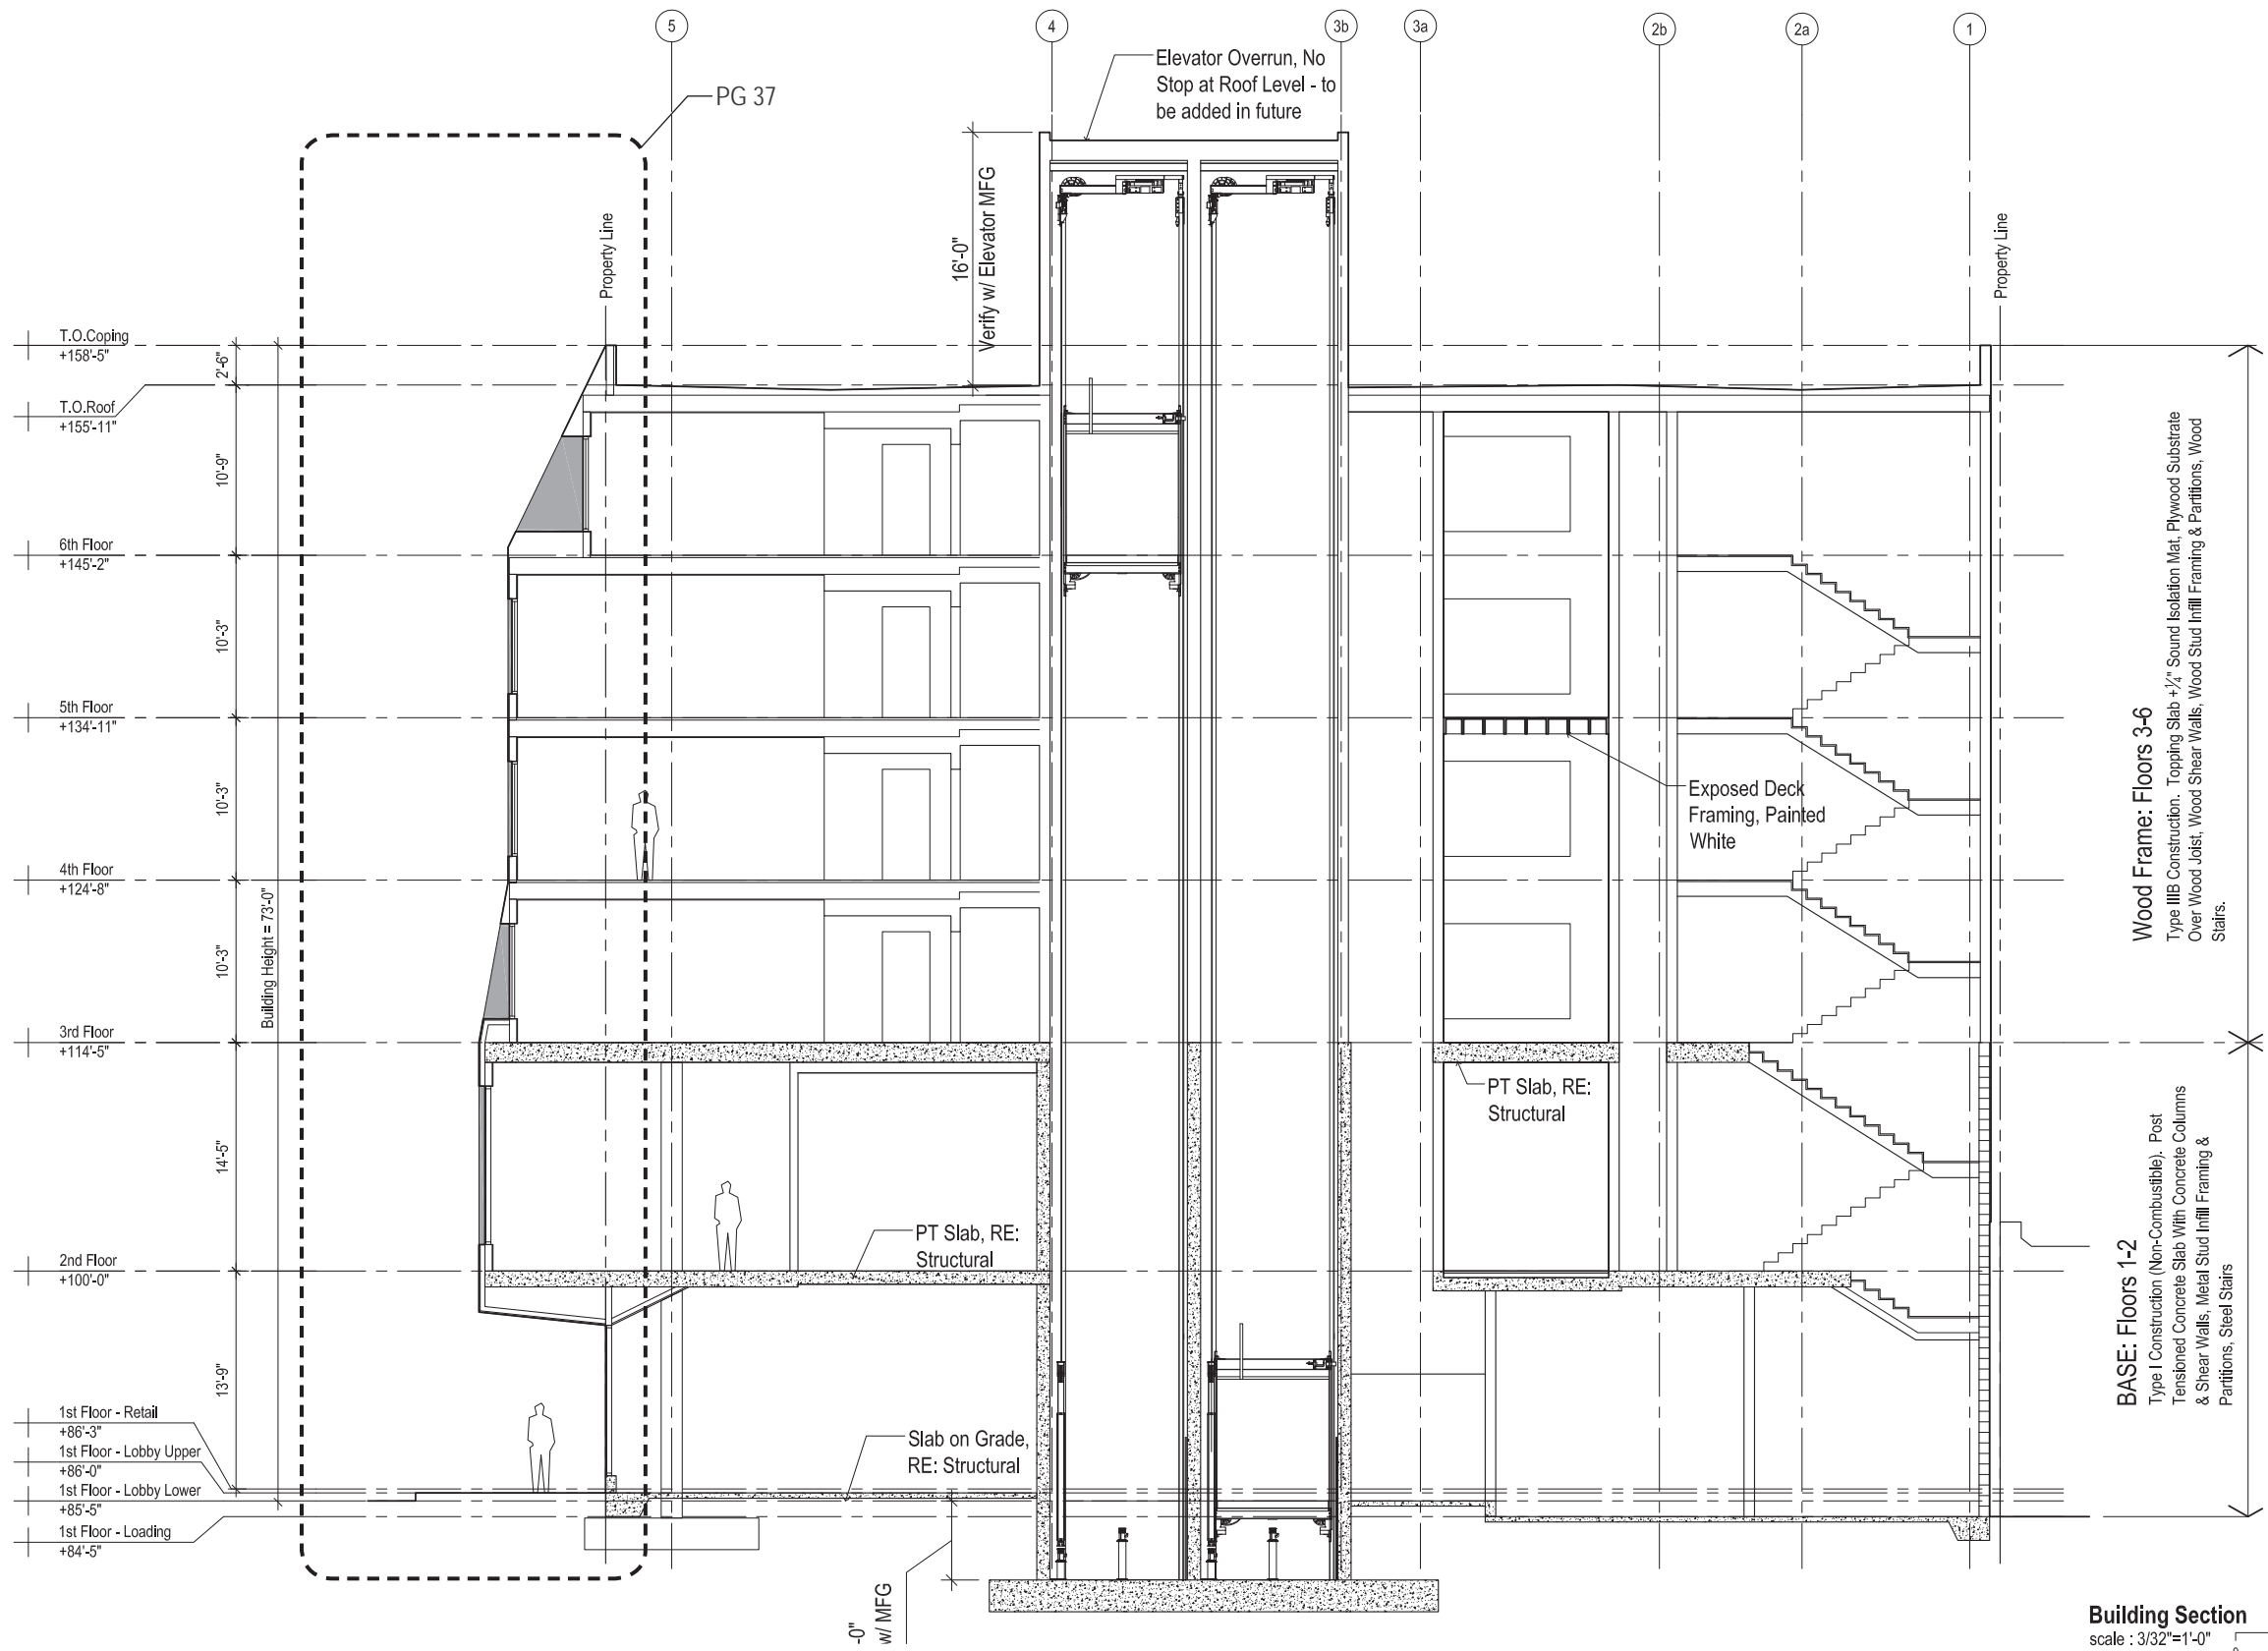 5
4
3b
3a
2b
2a
1
PG 37
Elevator Overrun, No
Stop at Roof Level - to
be added in future
16'-0"
Verify w/ Elevator MFG
Property Line
Property Line
T.O.Coping
+158'-5"
2'-6"
T.O.Roof
+155'-11"
10'-9"
6th Floor
+145'-2"
10'-3"
5th Floor
+134'-11"
10'-3"
4th Floor
+124'-8"
10'-3"
Building Height = 73'-0"
3rd Floor
+114'-5"
14'-5"
2nd Floor
+100'-0"
13'-9"
1st Floor - Retail
+86'-3"
1st Floor - Lobby Upper
+86'-0"
1st Floor - Lobby Lower
+85'-5"
1st Floor - Loading
+84'-5"
Exposed Deck
Framing, Painted
White
PT Slab, RE:
Structural
PT Slab, RE:
Structural
Slab on Grade,
RE: Structural
-0"
w/ MFG
Wood Frame: Floors 3-6
Type IIIB Construction. Topping Slab +¼" Sound Isolation Mat, Plywood Substrate
Over Wood Joist, Wood Shear Walls, Wood Stud Infill Framing & Partitions, Wood
Stairs.
BASE: Floors 1-2
Type I Construction (Non-Combustible). Post
Tensioned Concrete Slab With Concrete Columns
& Shear Walls, Metal Stud Infill Framing &
Partitions, Steel Stairs
Building Section
scale : 3/32"=1'-0"